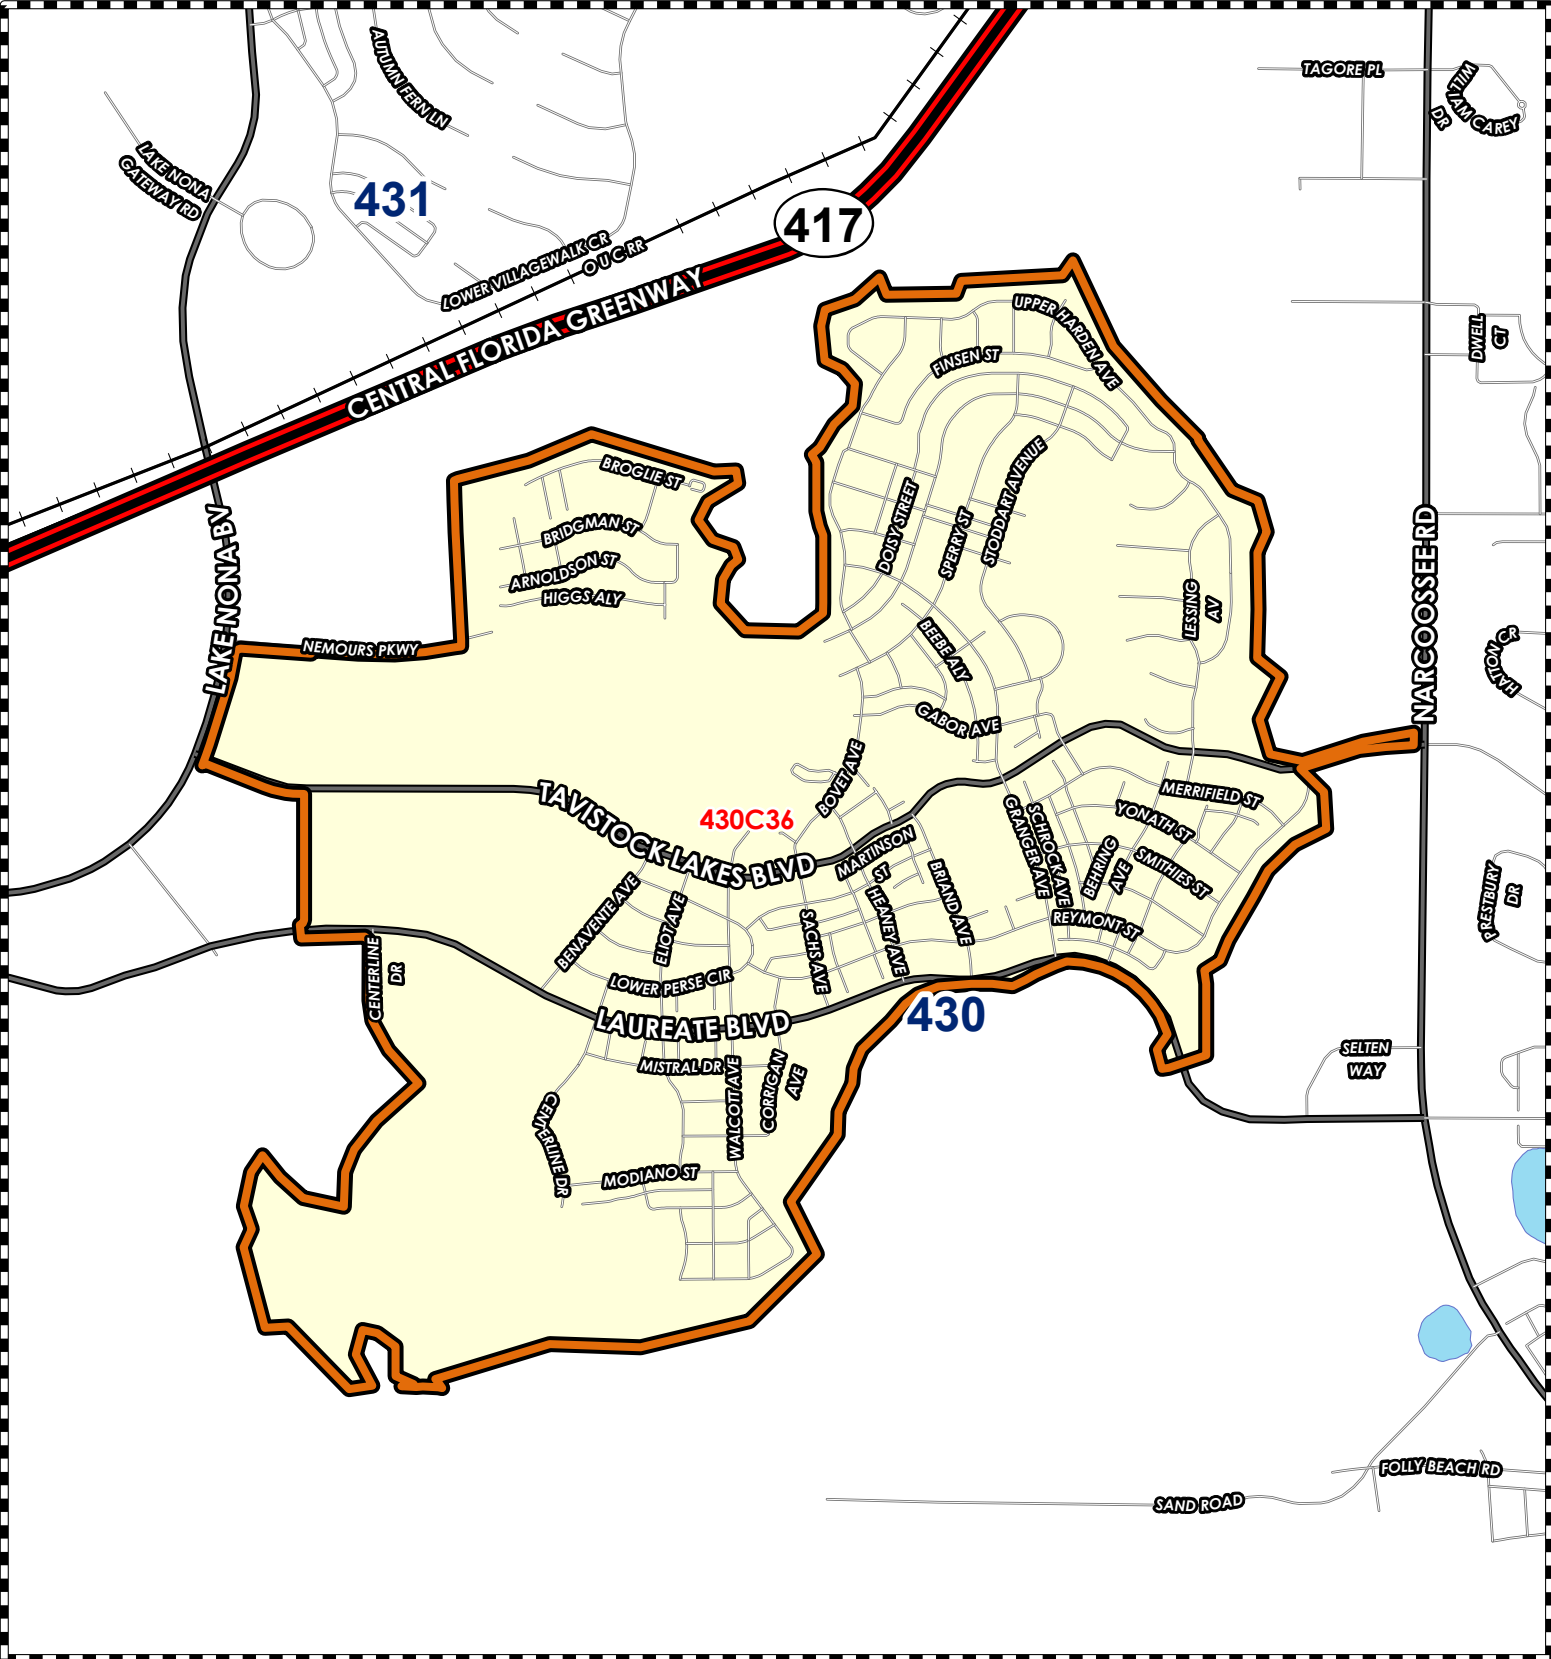 AUTUMN FERN LN
TAGORE PL
WILLIAM CAREY
DR
LAKE NONA
GATEWAY RD
431
417
LOWER VILLAGEWALK CR
O U C RR
CENTRAL FLORIDA GREENWAY
UPPER HARDEN AVE
DWELL
CT
FINSEN ST
BROGLIE ST
STODDART AVENUE
DOISY STREET
SPERRY ST
BRIDGMAN ST
ARNOLDSON ST
HIGGS ALY
LAKE NONA BV
NARCOOSSEE RD
LESSING
AV
BEEBE ALY
HATTON CR
NEMOURS PKWY
GABOR AVE
BOVET AVE
TAVISTOCK LAKES BLVD
430C36
MERRIFIELD ST
YONATH ST
GRANGER AVE
SCHROCK AVE
MARTINSON
ST
BEHRING
AVE
SMITHIES ST
BRIAND AVE
HEANEY AVE
BENAVENTE AVE
ELIOT AVE
SACHS AVE
REYMONT ST
PRESTBURY
DR
CENTERLINE
DR
LOWER PERSE CIR
LAUREATE BLVD
430
MISTRAL DR
WALCOTT AVE
CORRIGAN
AVE
SELTEN
WAY
CENTERLINE DR
MODIANO ST
FOLLY BEACH RD
SAND ROAD